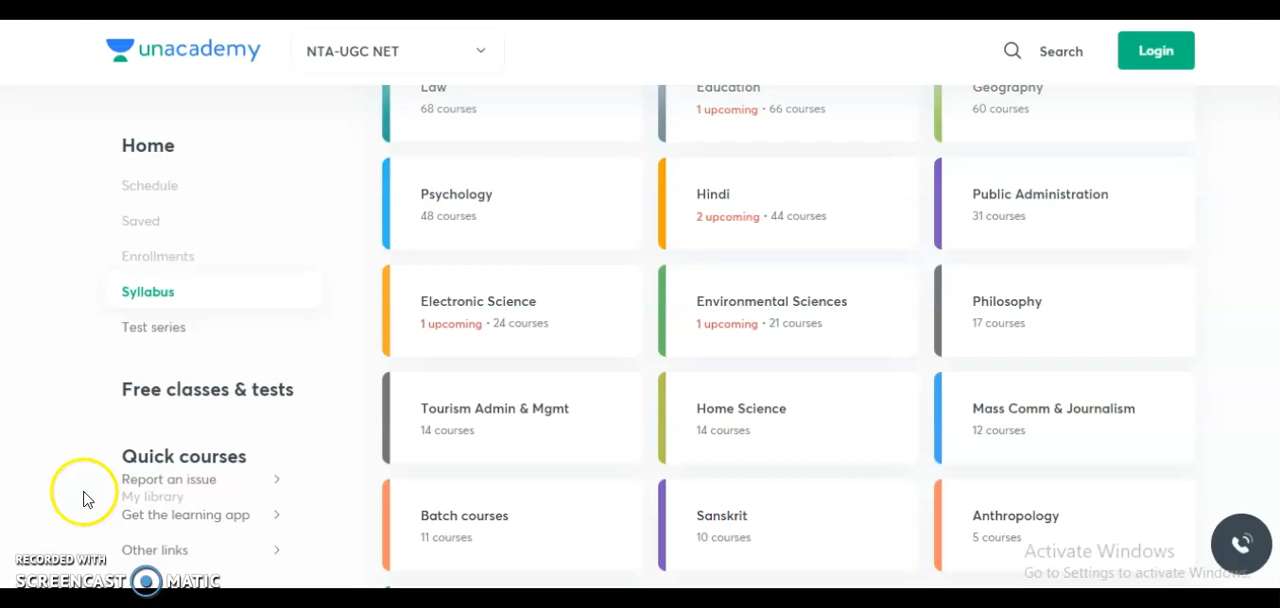 unacademy
NTA-UGC NET
Search
Login
Home
Schedule
Saved
Enrollments
Syllabus
Test series
Free classes & tests
Quick courses
Report an issue
My library
Get the learning app
Other links
Law
68 courses
Education
1 upcoming • 66 courses
Geography
60 courses
Psychology
48 courses
Hindi
2 upcoming • 44 courses
Public Administration
31 courses
Electronic Science
1 upcoming • 24 courses
Environmental Sciences
1 upcoming • 21 courses
Philosophy
17 courses
Tourism Admin & Mgmt
14 courses
Home Science
14 courses
Mass Comm & Journalism
12 courses
Batch courses
11 courses
Sanskrit
10 courses
Anthropology
5 courses
Activate Windows
Go to Settings to activate Windows.
RECORDED WITH
SCREENCAST MATIC